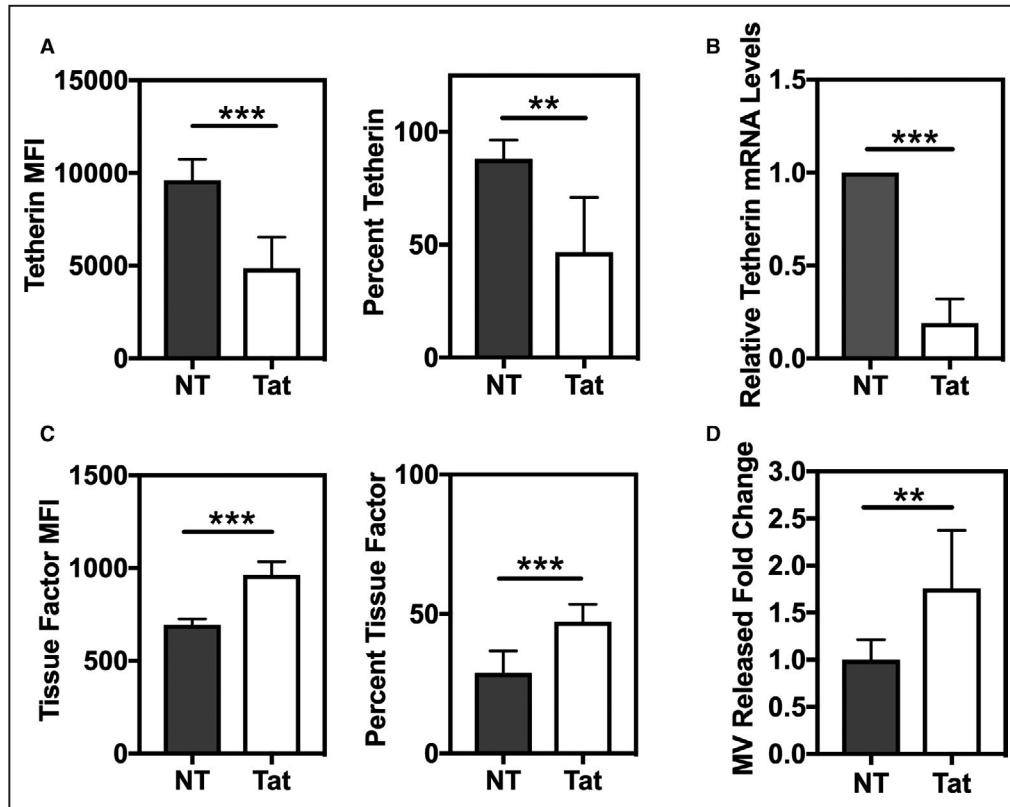 A
Tetherin MFI
15000
10000
5000
0
***
NT Tat
Percent Tetherin
100
50
0
**
NT Tat
B
Relative Tetherin mRNA Levels
1.5
1.0
0.5
0.0
***
NT Tat
C
Tissue Factor MFI
1500
1000
500
0
***
NT Tat
Percent Tissue Factor
100
50
0
***
NT Tat
D
MV Released Fold Change
3.0
2.5
2.0
1.5
1.0
0.5
0.0
**
NT Tat